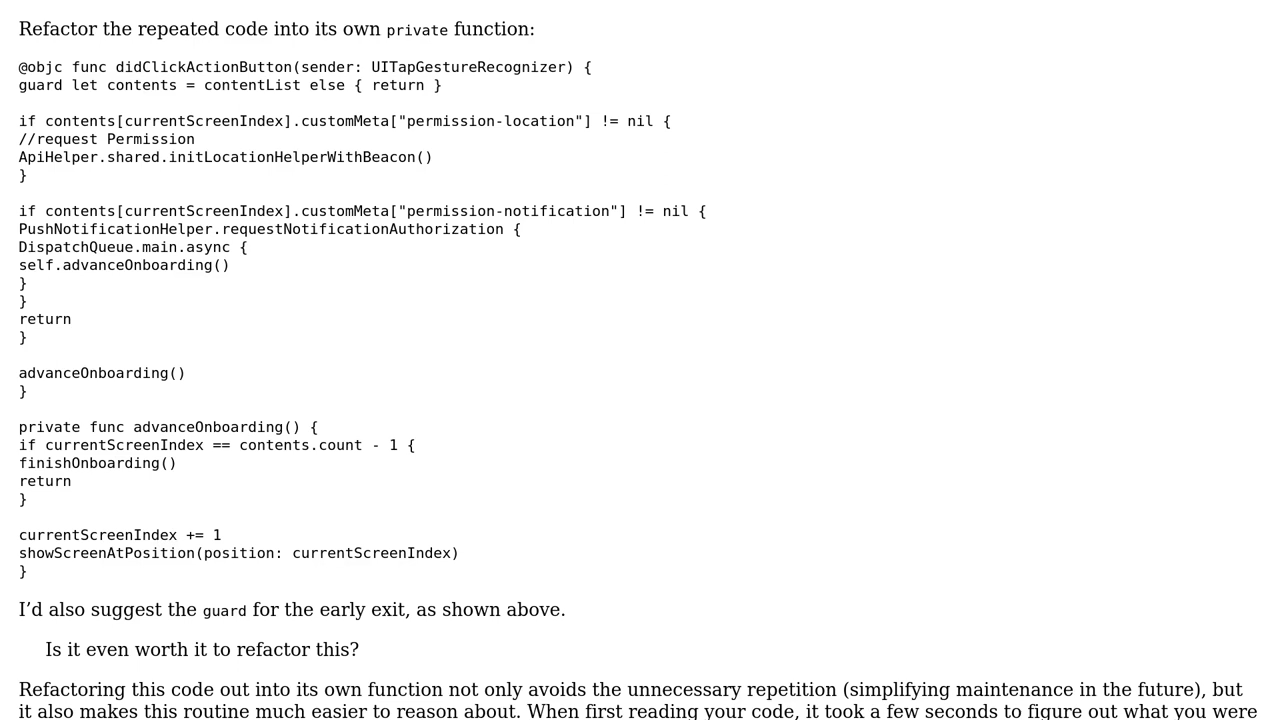 Refactor the repeated code into its own private function:
@objc func didClickActionButton(sender: UITapGestureRecognizer) {
guard let contents = contentList else { return }
if contents[currentScreenIndex].customMeta["permission-location"] != nil {
//request Permission
ApiHelper.shared.initLocationHelperWithBeacon()
}
if contents[currentScreenIndex].customMeta["permission-notification"] != nil {
PushNotificationHelper.requestNotificationAuthorization {
DispatchQueue.main.async {
self.advanceOnboarding()
}
}
return
}
advanceOnboarding()
}
private func advanceOnboarding() {
if currentScreenIndex == contents.count - 1 {
finishOnboarding()
return
}
currentScreenIndex += 1
showScreenAtPosition(position: currentScreenIndex)
}
I’d also suggest the guard for the early exit, as shown above.
Is it even worth it to refactor this?
Refactoring this code out into its own function not only avoids the unnecessary repetition (simplifying maintenance in the future), but
it also makes this routine much easier to reason about. When first reading your code, it took a few seconds to figure out what you were